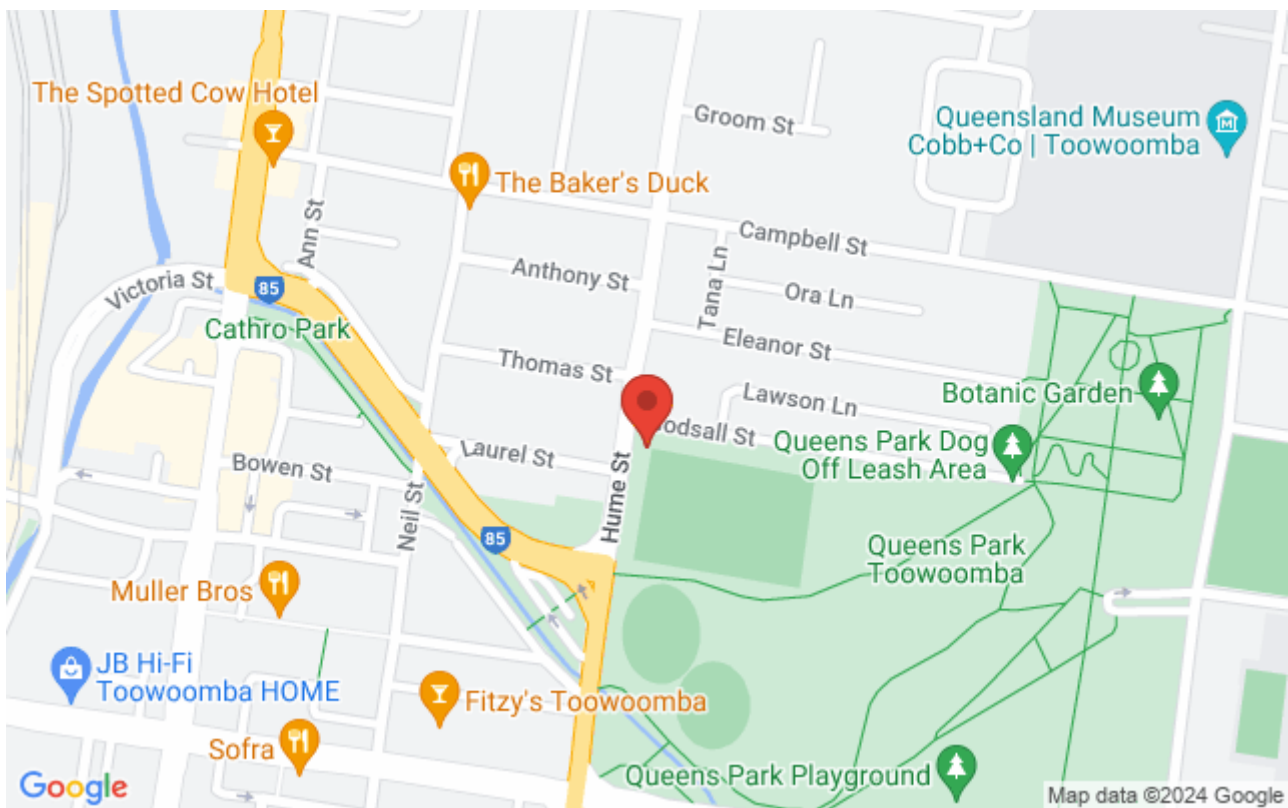 The Spotted Cow Hotel
Groom St
Queensland Museum
Cobb+Co | Toowoomba
The Baker's Duck
Ann St
Campbell St
Victoria St
85
Anthony St
Tana Ln
Ora Ln
Cathro Park
Eleanor St
Thomas St
Lawson Ln
Botanic Garden
odsall St
Queens Park Dog
Off Leash Area
Laurel St
Bowen St
Hume St
Neil St
85
Queens Park
Toowoomba
Muller Bros
JB Hi-Fi
Toowoomba HOME
Fitzy's Toowoomba
Sofra
Queens Park Playground
Google
Map data ©2024 Google